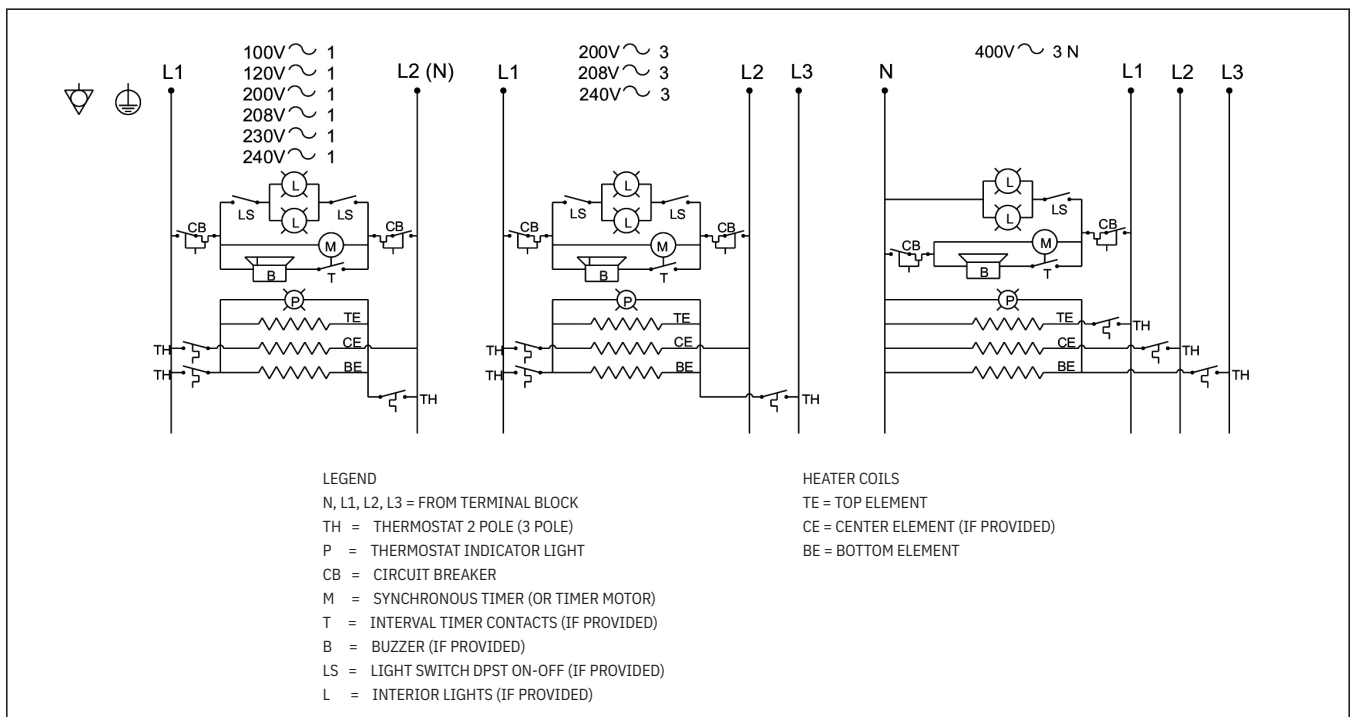 100V 1
120V 1
200V 1
208V 1
230V 1
240V 1
L1
L2 (N)
L
L
LS
LS
CB
CB
M
B
T
P
TE
CE
BE
TH
TH
TH
200V 3
208V 3
240V 3
L1
L2
L3
L
L
LS
LS
CB
CB
M
B
T
P
TE
CE
BE
TH
TH
TH
400V 3 N
N
L1
L2
L3
L
L
LS
CB
CB
M
B
T
P
TE
TH
CE
TH
BE
TH
LEGEND
N, L1, L2, L3 = FROM TERMINAL BLOCK
TH = THERMOSTAT 2 POLE (3 POLE)
P = THERMOSTAT INDICATOR LIGHT
CB = CIRCUIT BREAKER
M = SYNCHRONOUS TIMER (OR TIMER MOTOR)
T = INTERVAL TIMER CONTACTS (IF PROVIDED)
B = BUZZER (IF PROVIDED)
LS = LIGHT SWITCH DPST ON-OFF (IF PROVIDED)
L = INTERIOR LIGHTS (IF PROVIDED)
HEATER COILS
TE = TOP ELEMENT
CE = CENTER ELEMENT (IF PROVIDED)
BE = BOTTOM ELEMENT